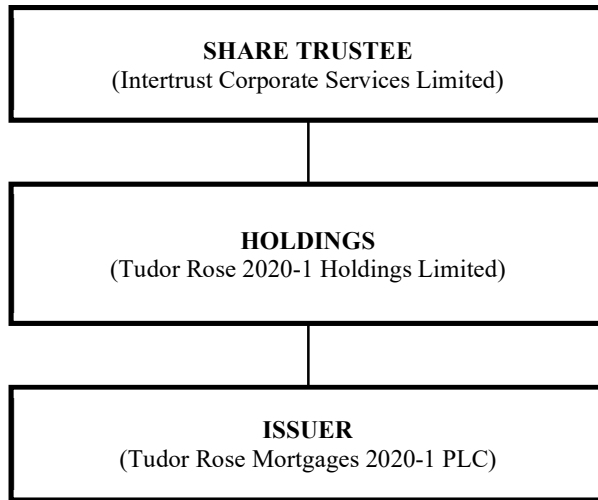 SHARE TRUSTEE
(Intertrust Corporate Services Limited)
HOLDINGS
(Tudor Rose 2020-1 Holdings Limited)
ISSUER
(Tudor Rose Mortgages 2020-1 PLC)